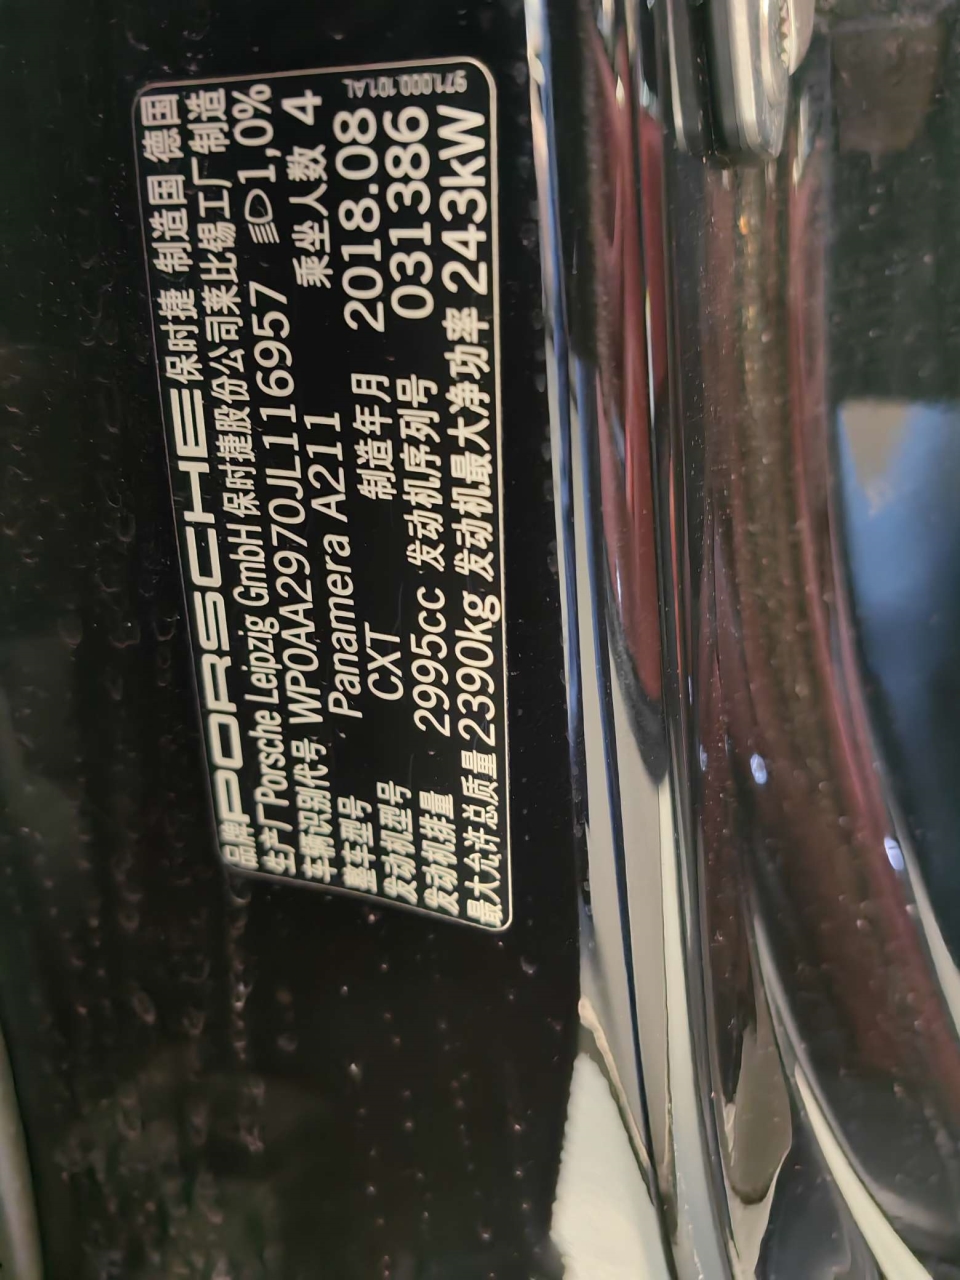 品牌 PORSCHE 保时捷 制造国 德国
生产厂 Porsche Leipzig GmbH 保时捷股份公司莱比锡工厂制造
车辆识别代号 WP0AA2970JL116957 1,0%
整车型号 Panamera A211 乘坐人数 4
发动机型号 CXT 制造年月 2018.08
发动机排量 2995cc 发动机序列号 031386
最大允许总质量 2390kg 发动机最大净功率 243kW
971.000.101.AL